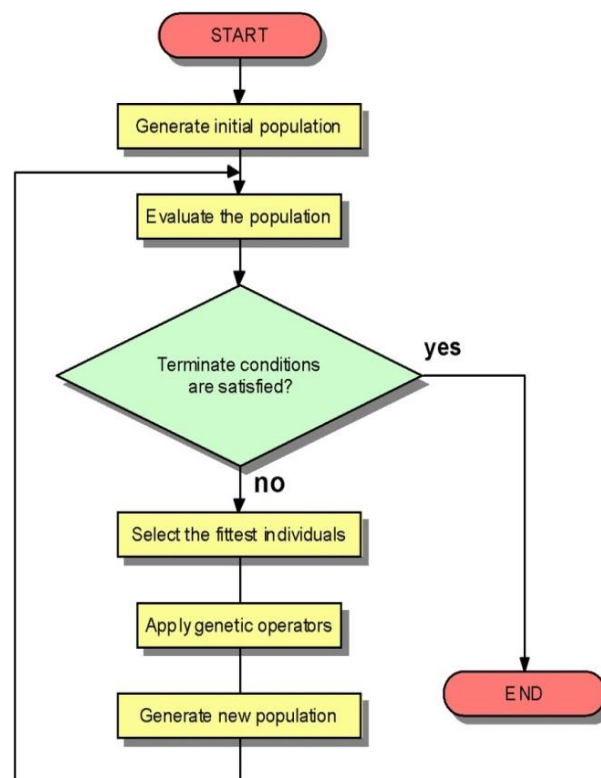 START
Generate initial population
Evaluate the population
Terminate conditions
are satisfied?
yes
no
Select the fittest individuals
Apply genetic operators
Generate new population
END